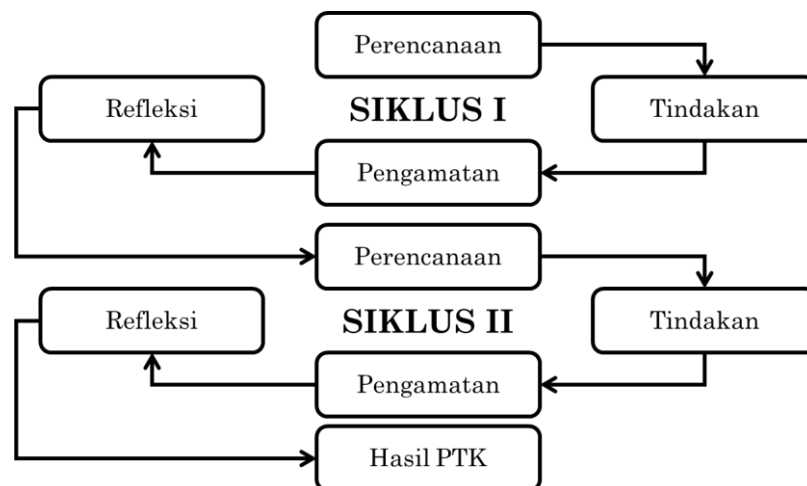 Perencanaan
Refleksi
SIKLUS I
Tindakan
Pengamatan
Perencanaan
Refleksi
SIKLUS II
Tindakan
Pengamatan
Hasil PTK